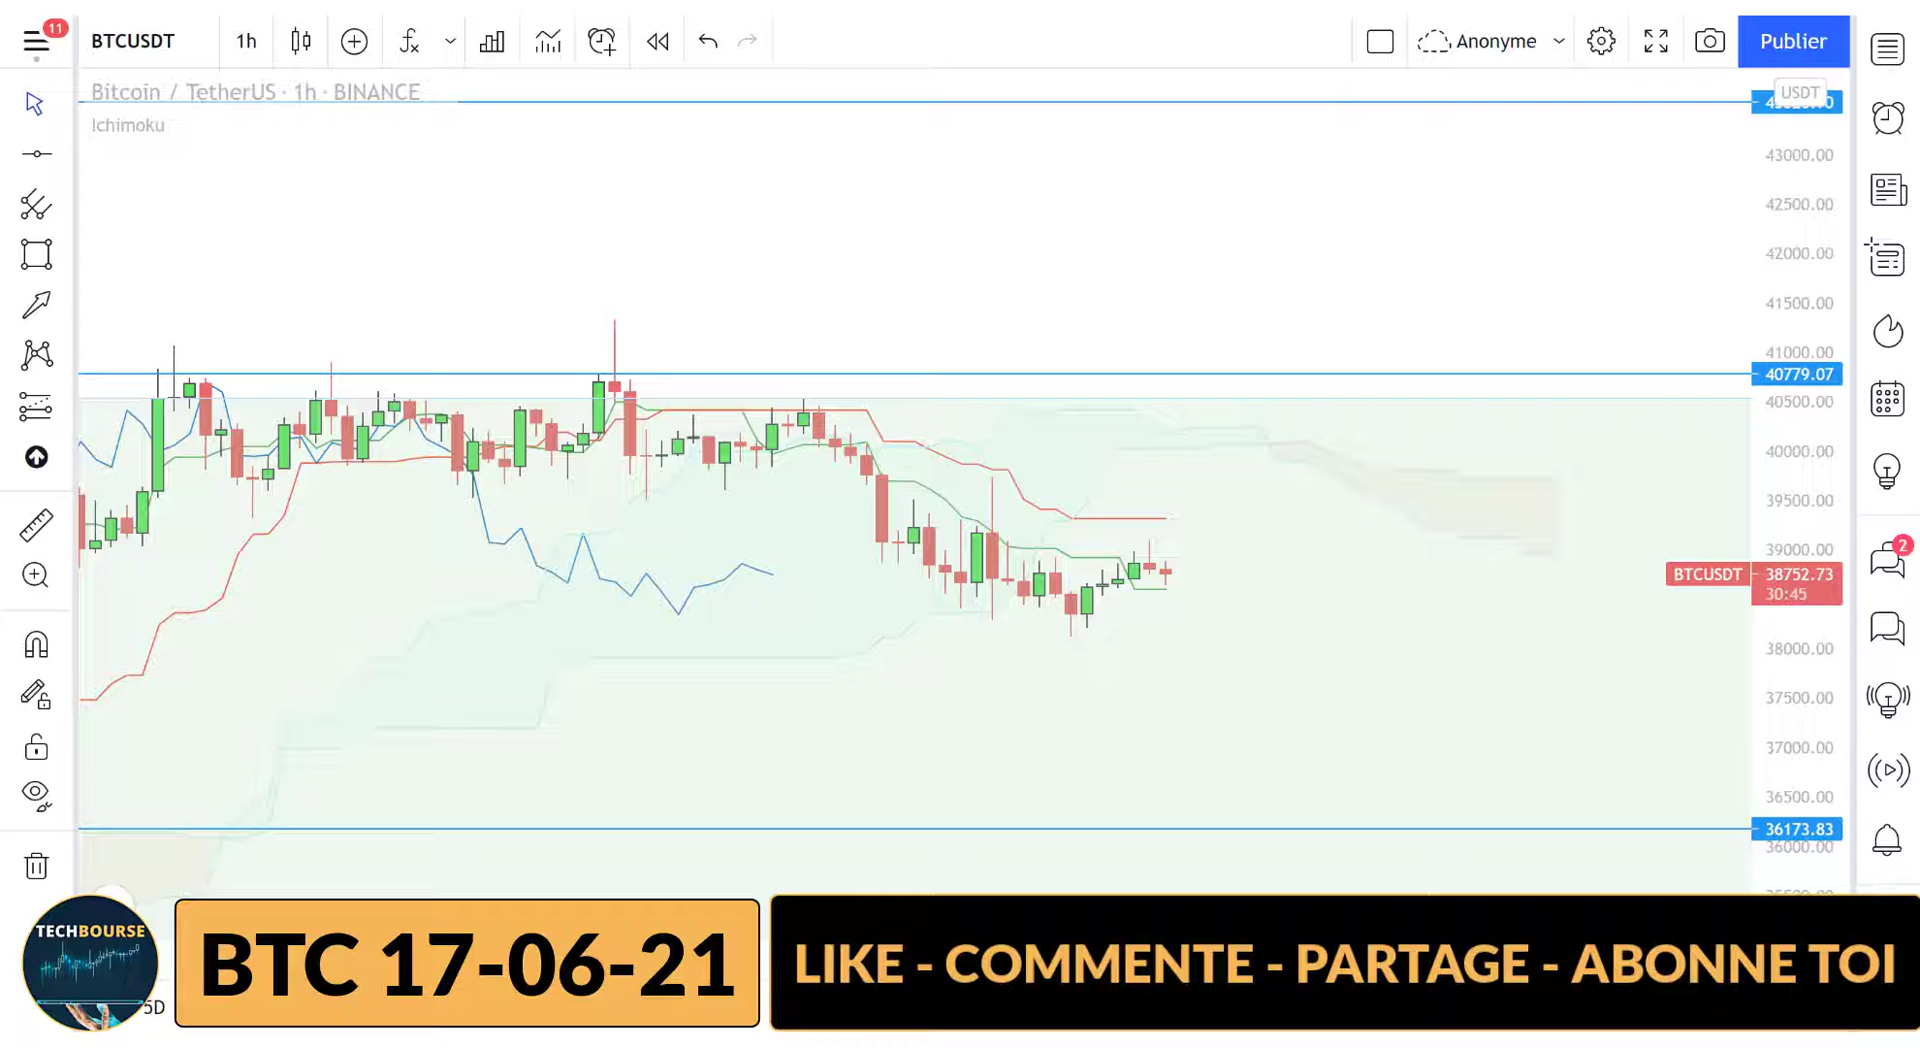 11
BTCUSDT
1h
Anonyme
Publier
Bitcoin / TetherUS · 1h · BINANCE
Ichimoku
USDT
43000.00
42500.00
42000.00
41500.00
41000.00
40779.07
40500.00
40000.00
39500.00
39000.00
BTCUSDT 38752.73
30:45
38000.00
37500.00
37000.00
36500.00
36173.83
36000.00
2
TECHBOURSE
5D
BTC 17-06-21
LIKE - COMMENTE - PARTAGE - ABONNE TOI